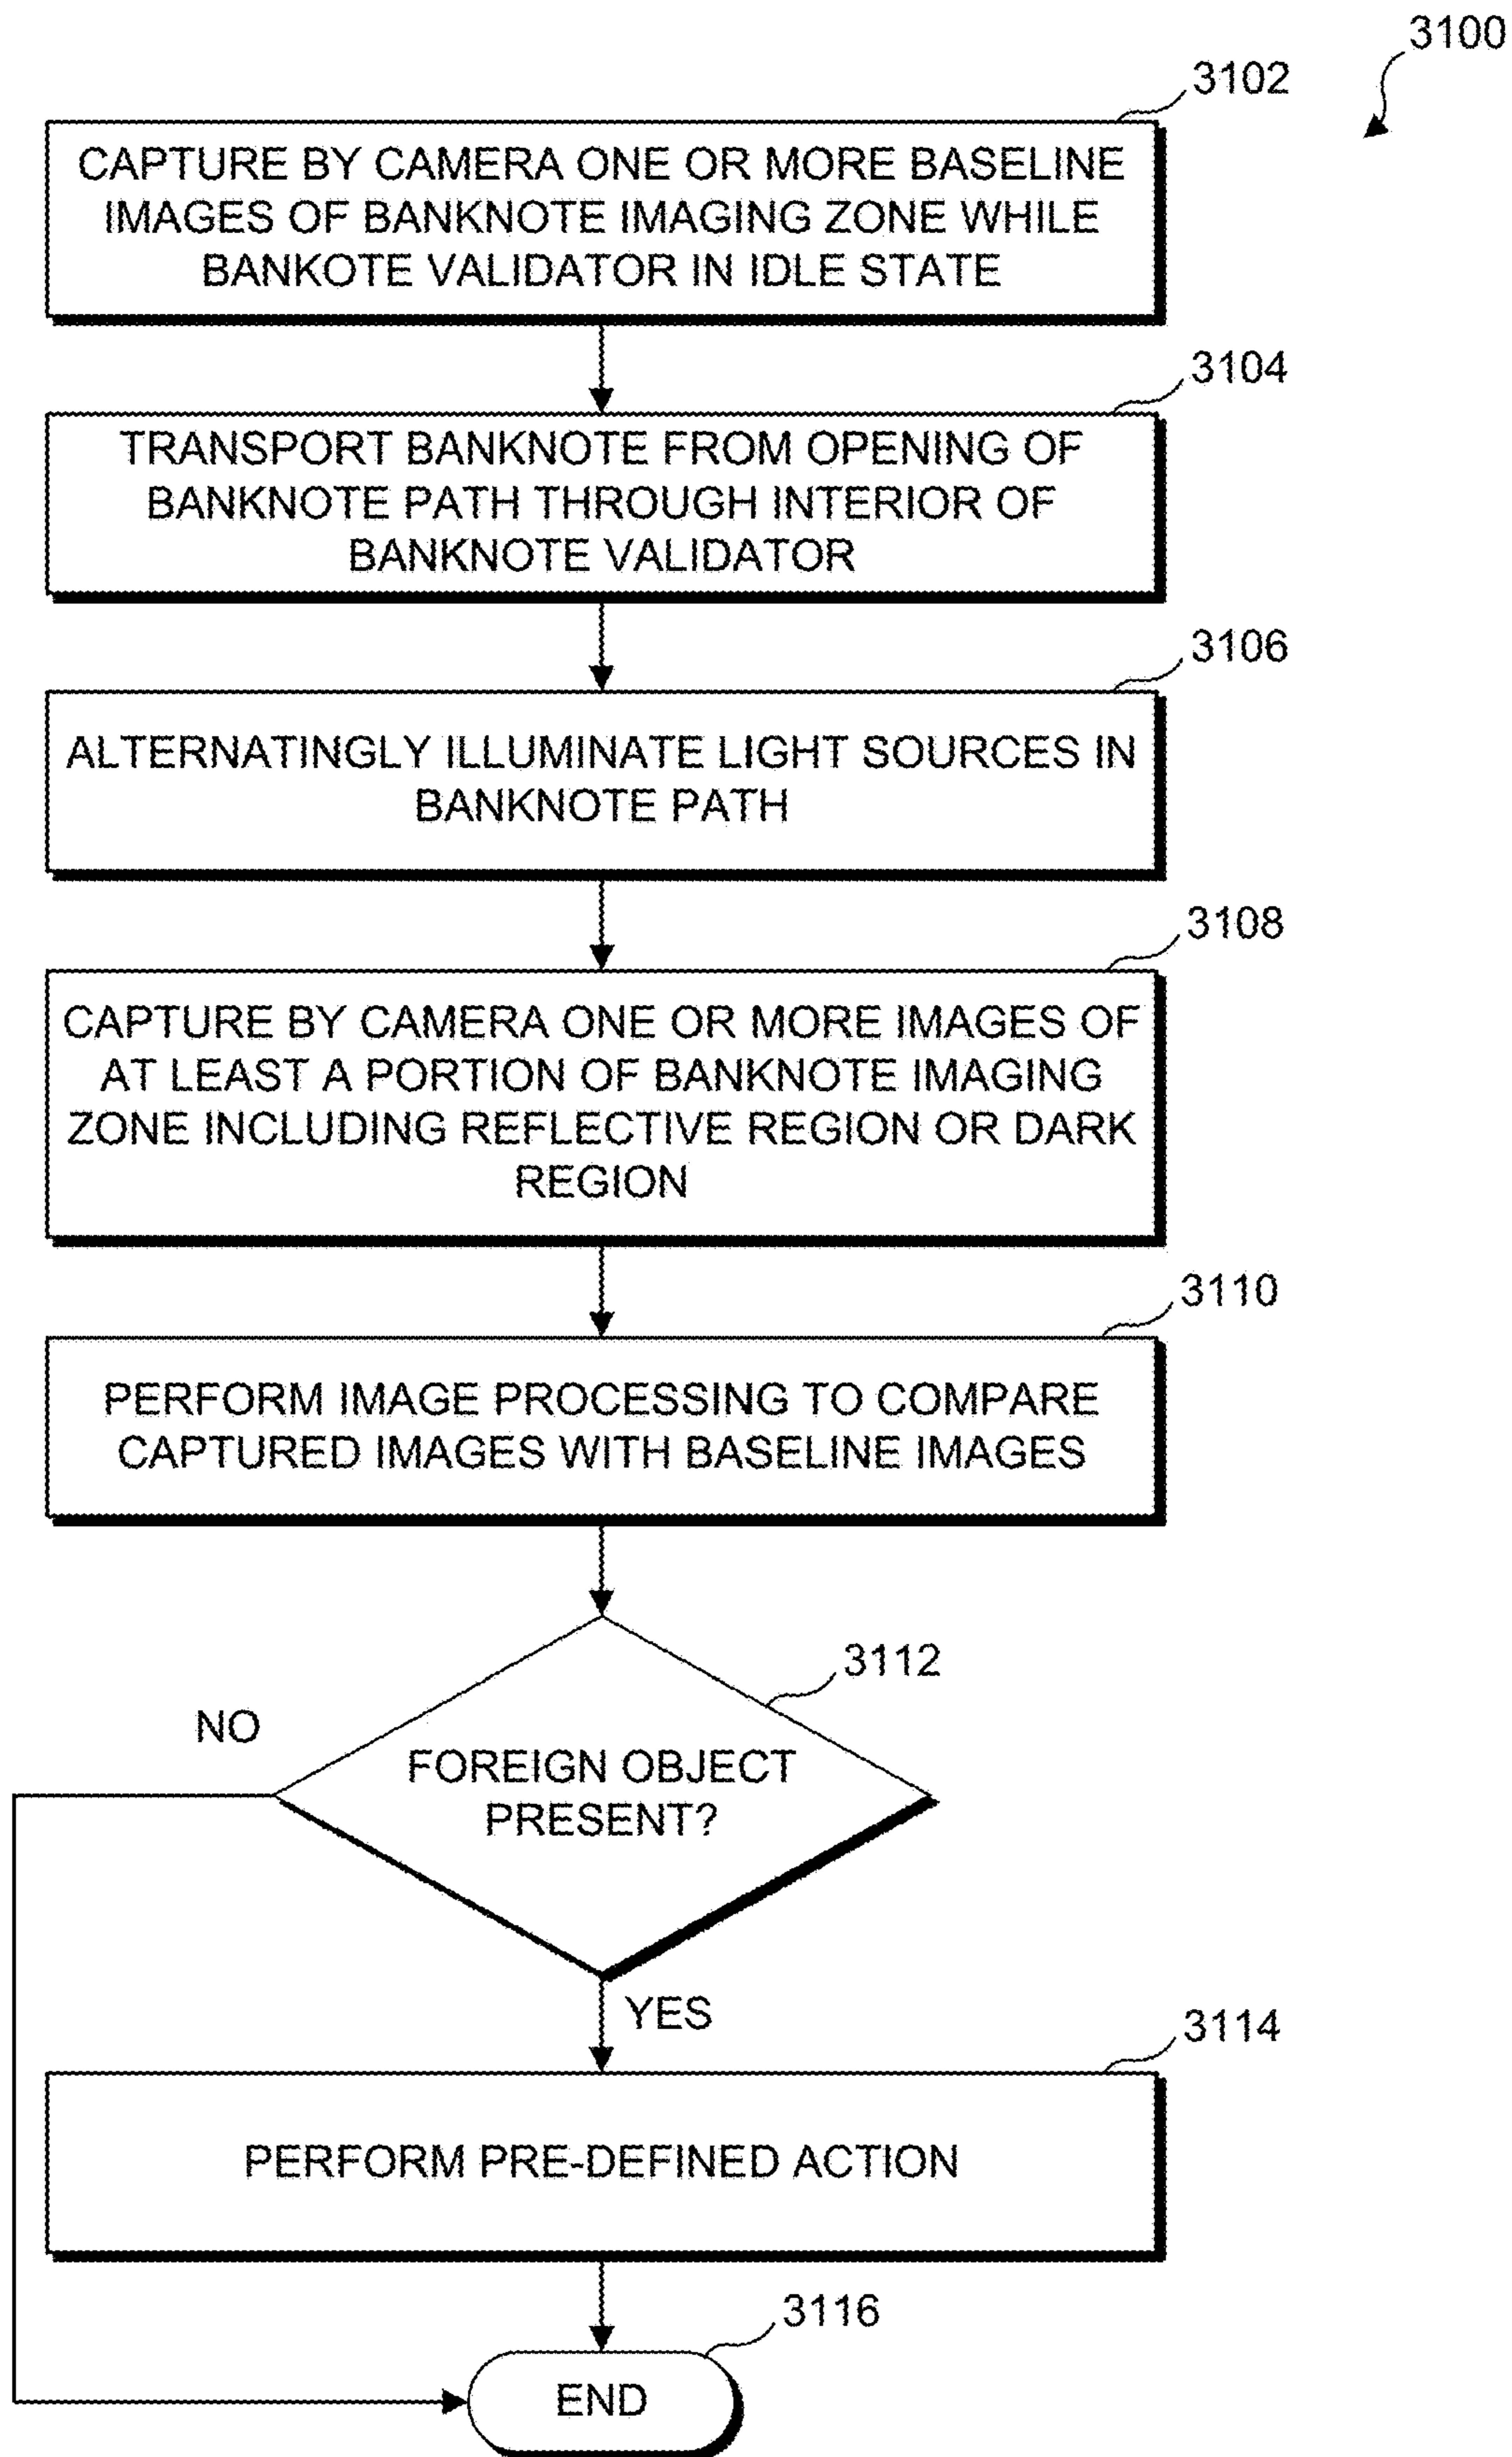 3100
3102
CAPTURE BY CAMERA ONE OR MORE BASELINE
IMAGES OF BANKNOTE IMAGING ZONE WHILE
BANKOTE VALIDATOR IN IDLE STATE
3104
TRANSPORT BANKNOTE FROM OPENING OF
BANKNOTE PATH THROUGH INTERIOR OF
BANKNOTE VALIDATOR
3106
ALTERNATINGLY ILLUMINATE LIGHT SOURCES IN
BANKNOTE PATH
3108
CAPTURE BY CAMERA ONE OR MORE IMAGES OF
AT LEAST A PORTION OF BANKNOTE IMAGING
ZONE INCLUDING REFLECTIVE REGION OR DARK
REGION
3110
PERFORM IMAGE PROCESSING TO COMPARE
CAPTURED IMAGES WITH BASELINE IMAGES
3112
NO
FOREIGN OBJECT
PRESENT?
YES
3114
PERFORM PRE-DEFINED ACTION
3116
END